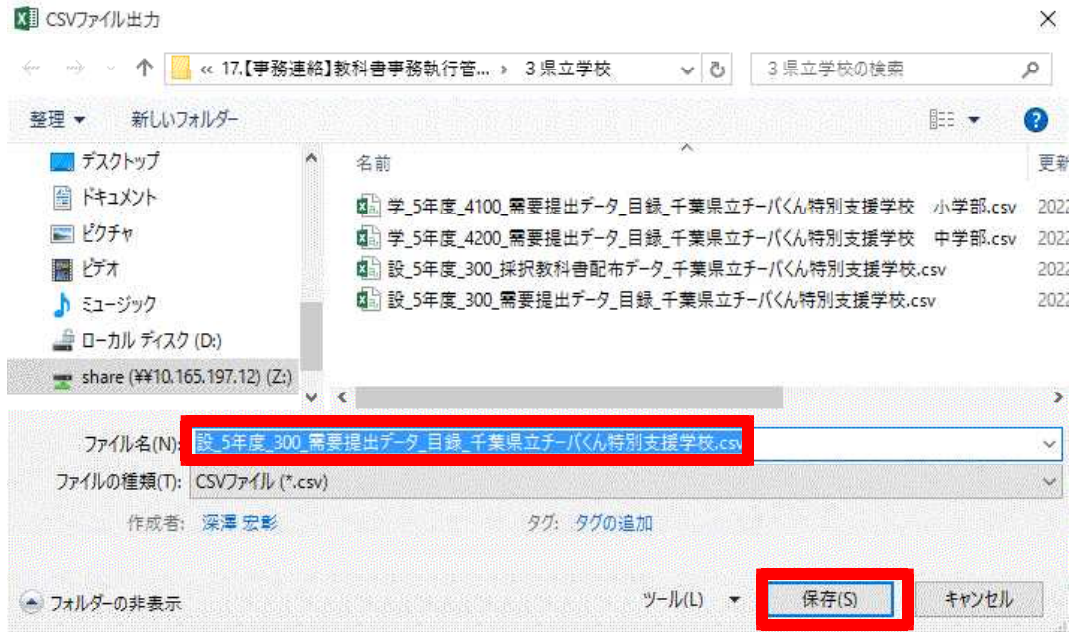 CSVファイル出力
« 17.【事務連絡】教科書事務執行管... › 3 県立学校
3 県立学校の検索
整理 ▼ 新しいフォルダー
デスクトップ
ドキュメント
ピクチャ
ビデオ
ミュージック
ローカル ディスク (D:)
share (¥¥10.165.197.12) (Z:)
名前 更新
学_5年度_4100_需要提出データ_目録_千葉県立チーバくん特別支援学校　小学部.csv 2022
学_5年度_4200_需要提出データ_目録_千葉県立チーバくん特別支援学校　中学部.csv 2022
設_5年度_300_採択教科書配布データ_千葉県立チーバくん特別支援学校.csv 2022
設_5年度_300_需要提出データ_目録_千葉県立チーバくん特別支援学校.csv 2022
ファイル名(N): 設_5年度_300_需要提出データ_目録_千葉県立チーバくん特別支援学校.csv
ファイルの種類(T): CSVファイル (*.csv)
作成者: 深澤 宏彰 タグ: タグの追加
フォルダーの非表示 ツール(L) ▼ 保存(S) キャンセル